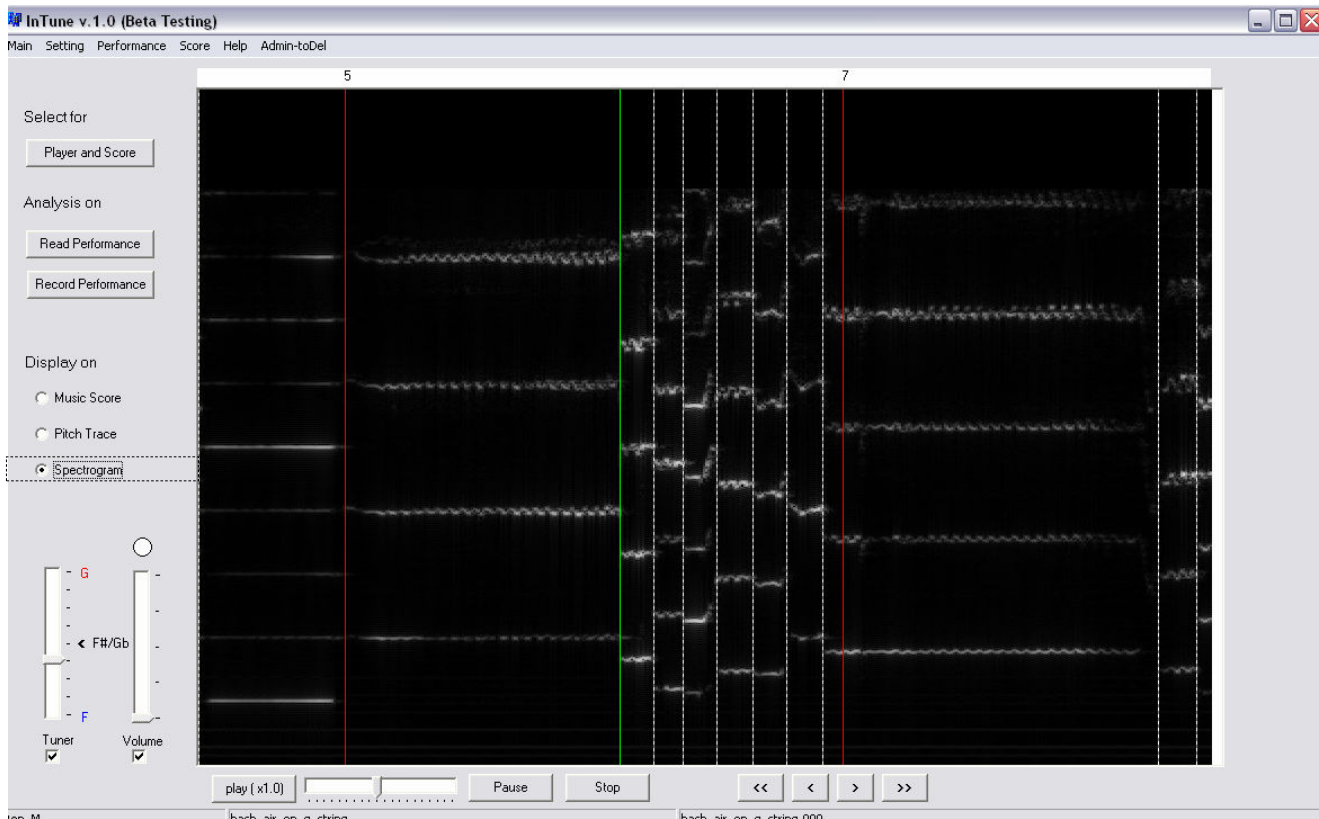 InTune v.1.0 (Beta Testing)
Main Setting Performance Score Help Admin-toDel
5 7
Select for
Player and Score
Analysis on
Read Performance
Record Performance
Display on
Music Score
Pitch Trace
Spectrogram
G
F#/Gb
F
Tuner Volume
play ( x1.0) Pause Stop << < > >>
bach_air_on_g_string bach_air_on_g_string.000